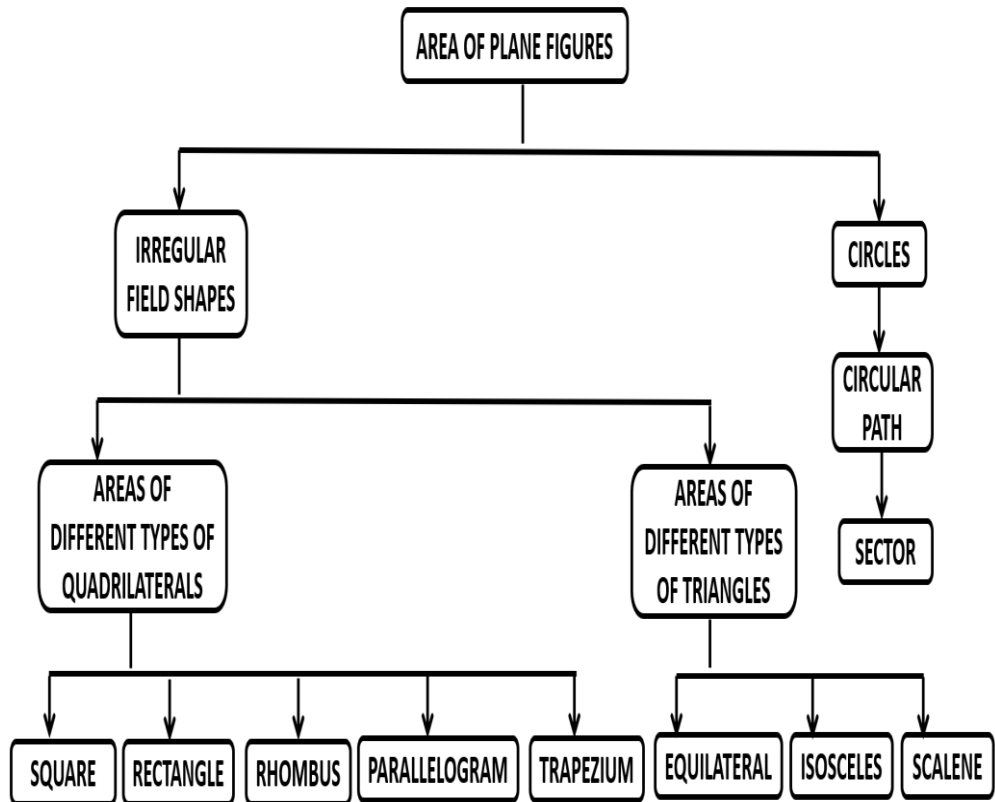 AREA OF PLANE FIGURES
IRREGULAR
FIELD SHAPES
CIRCLES
CIRCULAR
PATH
SECTOR
AREAS OF
DIFFERENT TYPES OF
QUADRILATERALS
AREAS OF
DIFFERENT TYPES
OF TRIANGLES
SQUARE
RECTANGLE
RHOMBUS
PARALLELOGRAM
TRAPEZIUM
EQUILATERAL
ISOSCELES
SCALENE